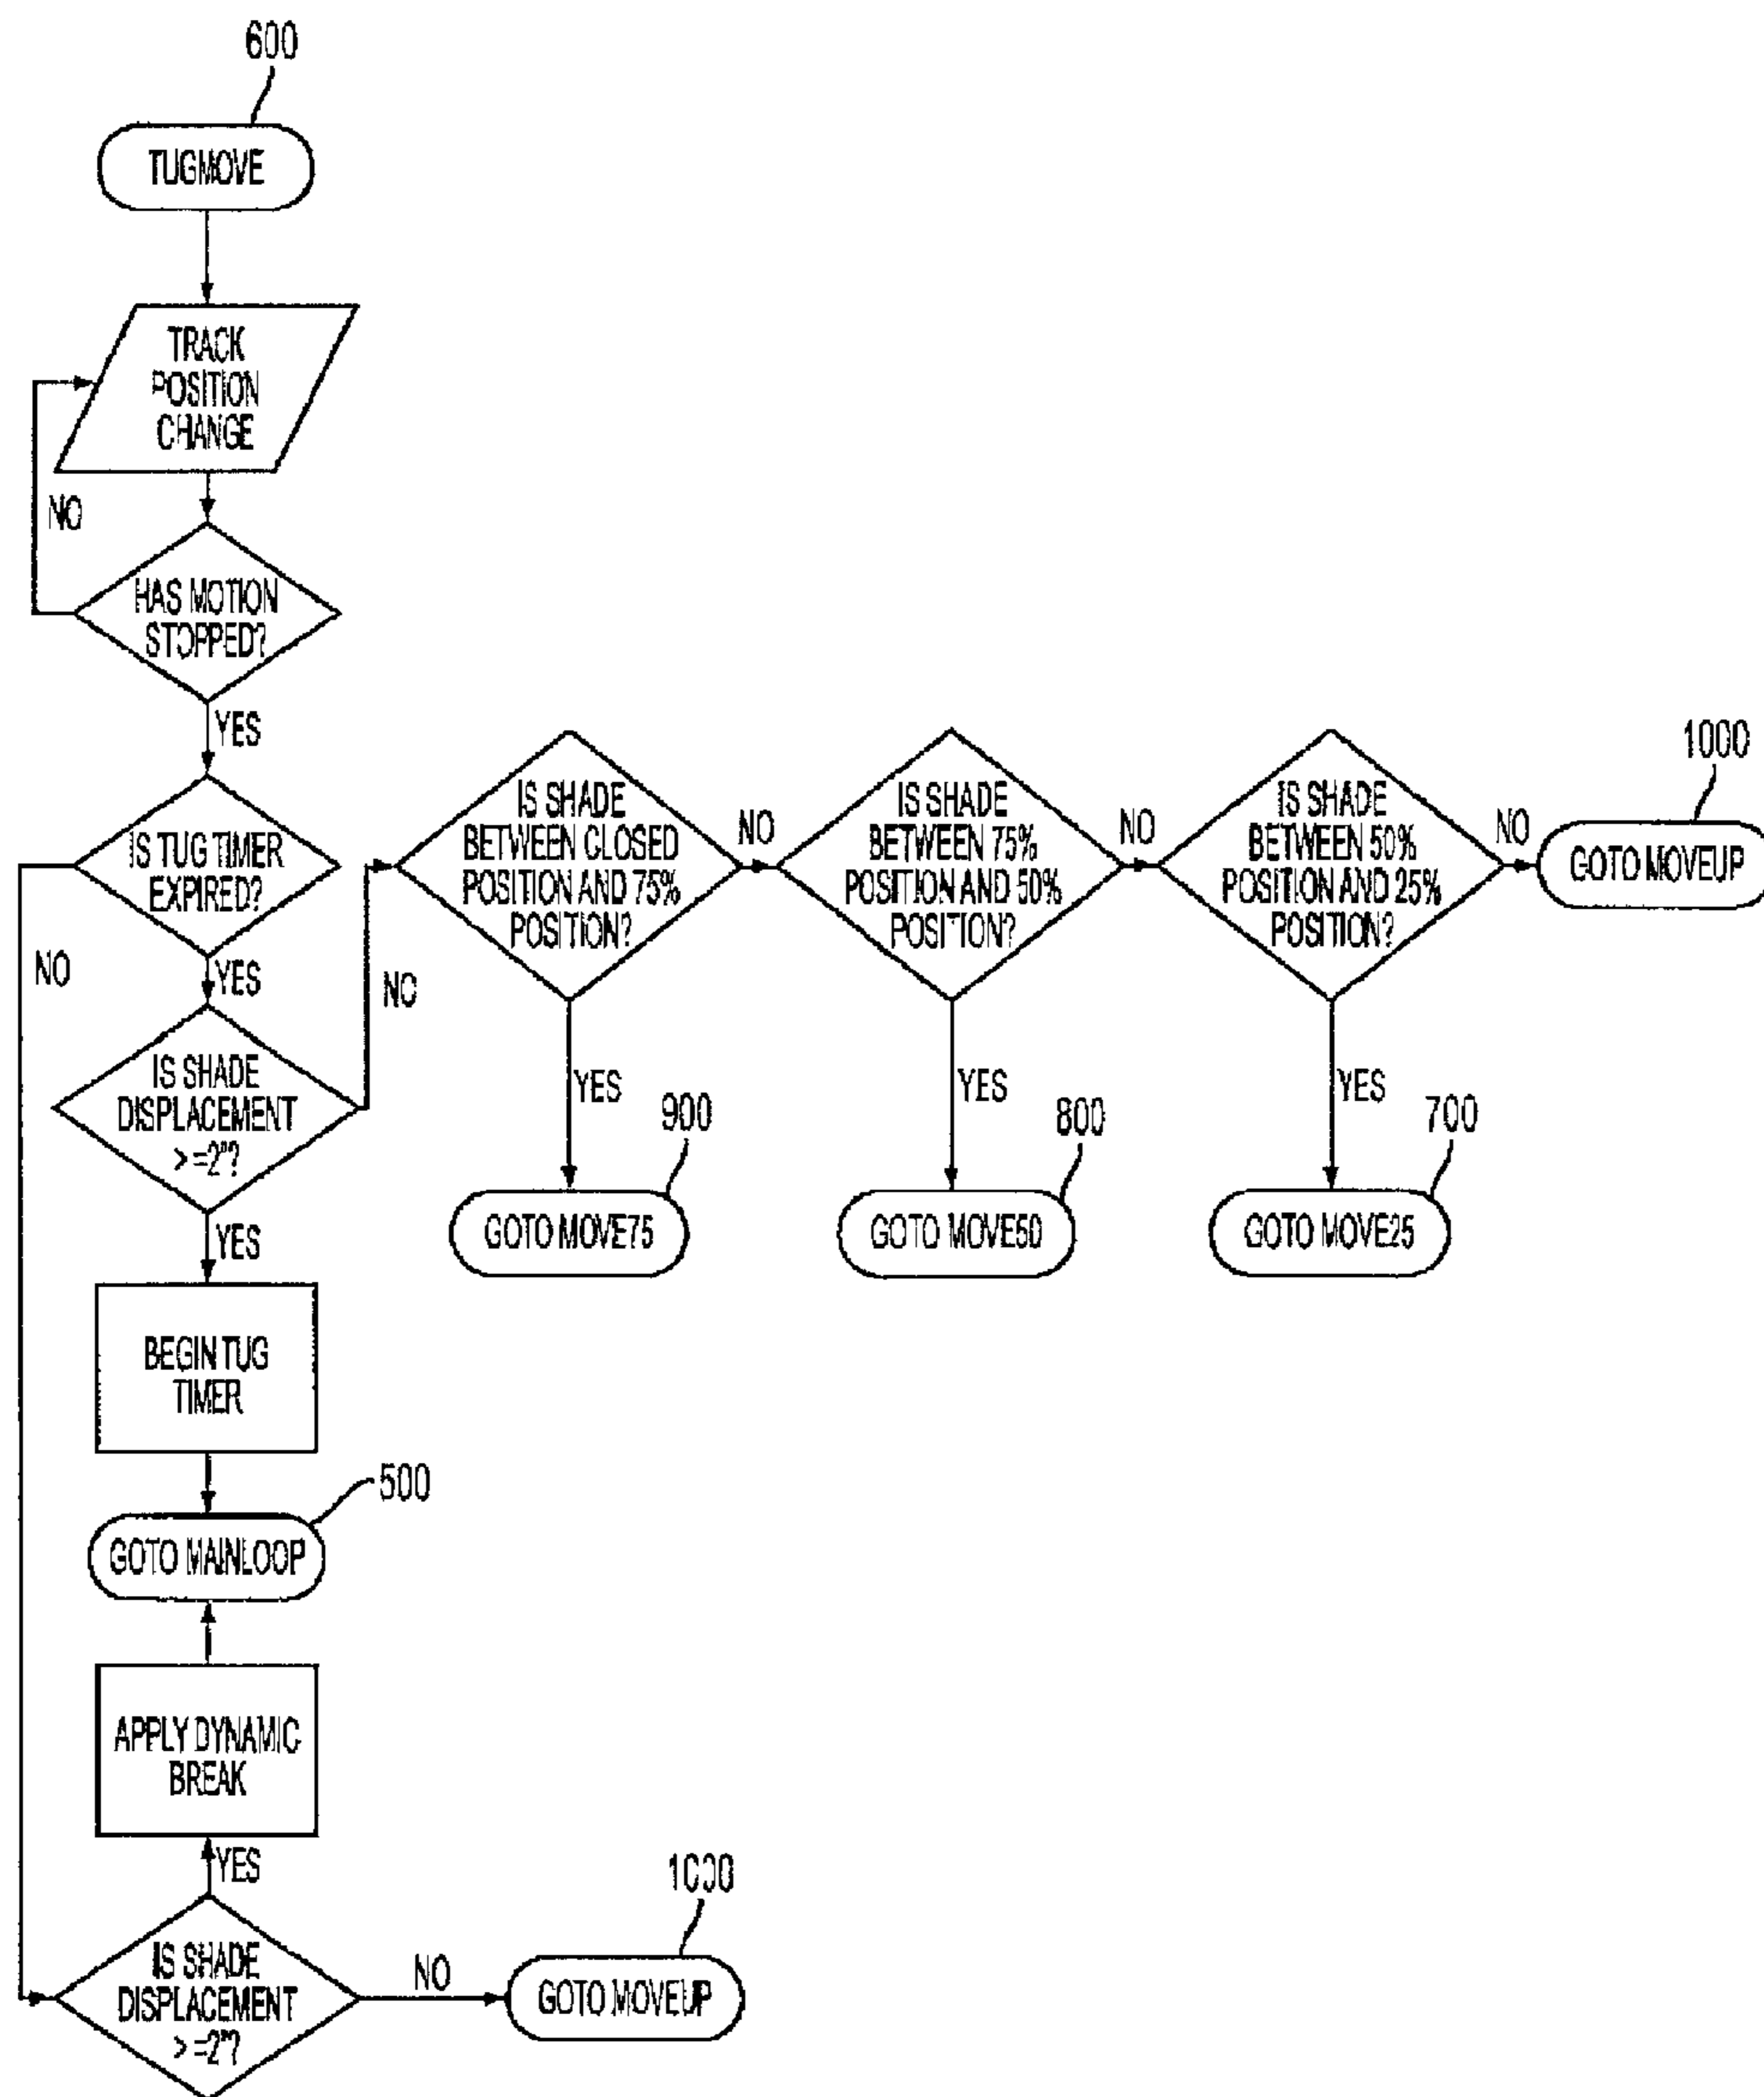 600
TUGMOVE
TRACK
POSITION
CHANGE
NO
HAS MOTION
STOPPED?
YES
IS TUG TIMER
EXPIRED?
NO
YES
IS SHADE
DISPLACEMENT
>=2"?
NO
YES
IS SHADE
BETWEEN CLOSED
POSITION AND 75%
POSITION?
NO
YES
900
GOTO MOVE75
IS SHADE
BETWEEN 75%
POSITION AND 50%
POSITION?
NO
YES
800
GOTO MOVE50
IS SHADE
BETWEEN 50%
POSITION AND 25%
POSITION?
NO
YES
700
GOTO MOVE25
1000
GOTO MOVEUP
BEGIN TUG
TIMER
500
GOTO MAINLOOP
APPLY DYNAMIC
BREAK
YES
IS SHADE
DISPLACEMENT
>=2"?
NO
1000
GOTO MOVEUP